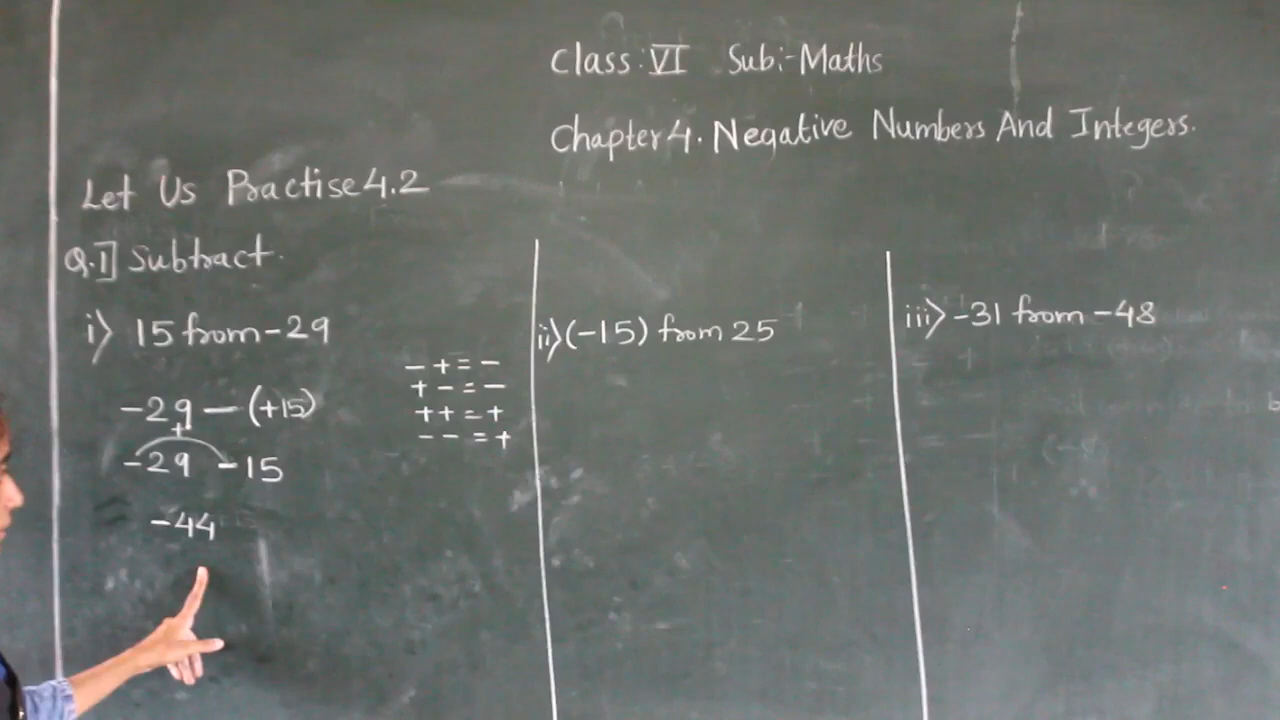 Class : VI Sub:- Maths
Chapter 4. Negative Numbers And Integers.
Let Us Practise 4.2
Q.1] Subtract.
i) 15 from -29
-29 - (+15)
+
-29 -15
-44
- + = -
+ - = -
+ + = +
- - = +
ii) (-15) from 25
iii) -31 from -48